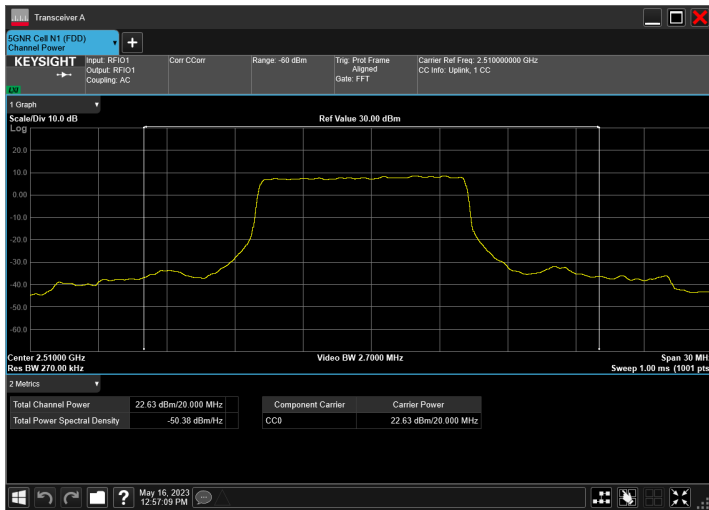 Transceiver A
5GNR Cell N1 (FDD)
Channel Power
KEYSIGHT
Input: RFIO1
Output: RFIO1
Coupling: AC
Corr CCorr
Range: -60 dBm
Trig: Prot Frame
Aligned
Gate: FFT
Carrier Ref Freq: 2.510000000 GHz
CC Info: Uplink, 1 CC
LXI
1 Graph
Scale/Div 10.0 dB
Ref Value 30.00 dBm
Log
20.0
10.0
0.00
-10.0
-20.0
-30.0
-40.0
-50.0
-60.0
Center 2.51000 GHz
Video BW 2.7000 MHz
Span 30 MH
Res BW 270.00 kHz
Sweep 1.00 ms (1001 pts
2 Metrics
Total Channel Power 22.63 dBm/20.000 MHz
Total Power Spectral Density -50.38 dBm/Hz
Component Carrier Carrier Power
CC0 22.63 dBm/20.000 MHz
?
May 16, 2023
12:57:09 PM